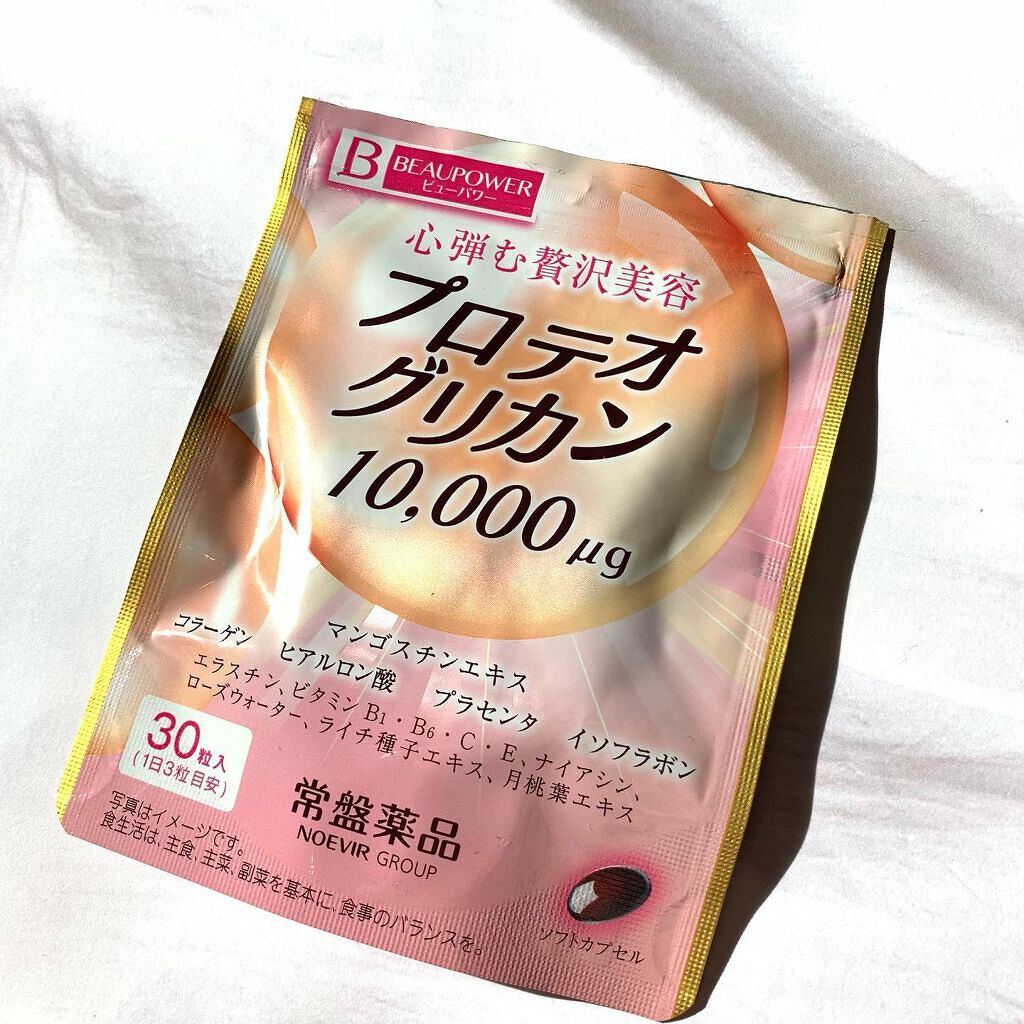 B BEAUPOWER
ビューパワー
心弾む贅沢美容
プロテオ
グリカン
10,000μg
マンゴスチンエキス
コラーゲン ヒアルロン酸 プラセンタ イソフラボン
エラスチン、ビタミンB1・B6・C・E、ナイアシン、
ローズウォーター、ライチ種子エキス、月桃葉エキス
30粒入
(1日3粒目安)
常盤薬品
NOEVIR GROUP
写真はイメージです。
食生活は、主食、主菜、副菜を基本に、食事のバランスを。
ソフトカプセル